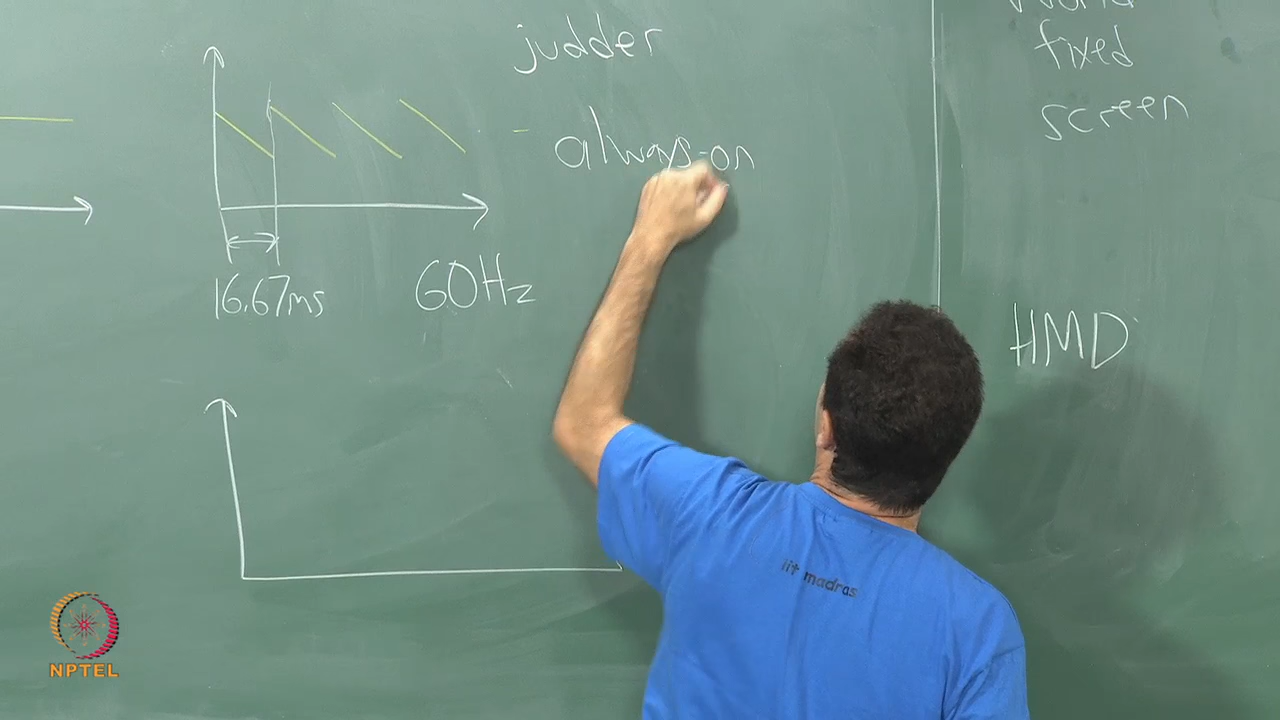 judder
always-on
16.67ms
60Hz
fixed
screen
HMD
iit madras
NPTEL